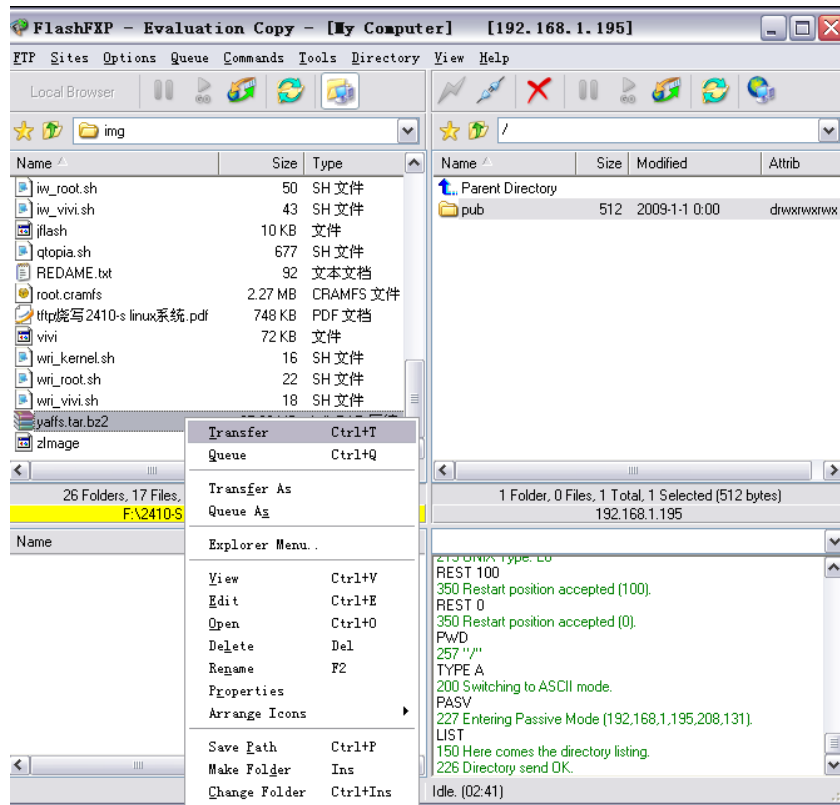 FlashFXP - Evaluation Copy - [My Computer] [192.168.1.195]
FTP Sites Options Queue Commands Tools Directory View Help
Local Browser
img
/
Name Size Type
Name Size Modified Attrib
iw_root.sh 50 SH 文件
iw_vivi.sh 43 SH 文件
jflash 10 KB 文件
qtopia.sh 677 SH 文件
REDAME.txt 92 文本文档
root.cramfs 2.27 MB CRAMFS 文件
tftp烧写2410-s linux系统.pdf 748 KB PDF 文档
vivi 72 KB 文件
wri_kernel.sh 16 SH 文件
wri_root.sh 22 SH 文件
wri_vivi.sh 18 SH 文件
yaffs.tar.bz2
zImage
Parent Directory
pub 512 2009-1-1 0:00 drwxrwxrwx
26 Folders, 17 Files,
F:\2410-S
1 Folder, 0 Files, 1 Total, 1 Selected (512 bytes)
192.168.1.195
Name
Transfer Ctrl+T
Queue Ctrl+Q
Transfer As
Queue As
Explorer Menu..
View Ctrl+V
Edit Ctrl+E
Open Ctrl+O
Delete Del
Rename F2
Properties
Arrange Icons
Save Path Ctrl+P
Make Folder Ins
Change Folder Ctrl+Ins
215 UNIX Type: L8
REST 100
350 Restart position accepted (100).
REST 0
350 Restart position accepted (0).
PWD
257 "/"
TYPE A
200 Switching to ASCII mode.
PASV
227 Entering Passive Mode (192,168,1,195,208,131).
LIST
150 Here comes the directory listing.
226 Directory send OK.
Idle. (02:41)